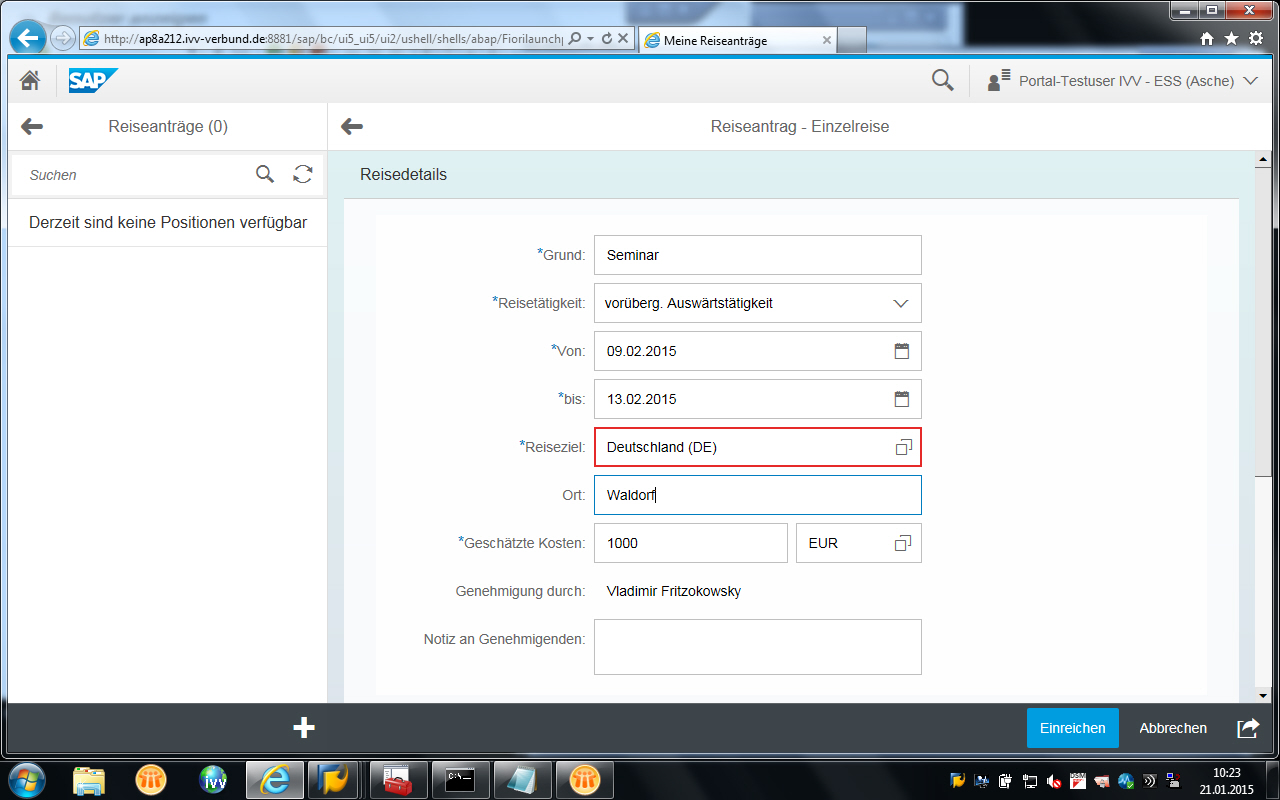 http://ap8a212.ivv-verbund.de:8881/sap/bc/ui5_ui5/ui2/ushell/shells/abap/Fiorilaunchp
Meine Reiseanträge
SAP
Portal-Testuser IVV - ESS (Asche)
Reiseanträge (0)
Reiseantrag - Einzelreise
Suchen
Reisedetails
Derzeit sind keine Positionen verfügbar
*Grund: Seminar
*Reisetätigkeit: vorüberg. Auswärtstätigkeit
*Von: 09.02.2015
*bis: 13.02.2015
*Reiseziel: Deutschland (DE)
Ort: Waldorf
*Geschätzte Kosten: 1000 EUR
Genehmigung durch: Vladimir Fritzokowsky
Notiz an Genehmigenden:
Einreichen Abbrechen
ivv
C:\_
10:23
21.01.2015